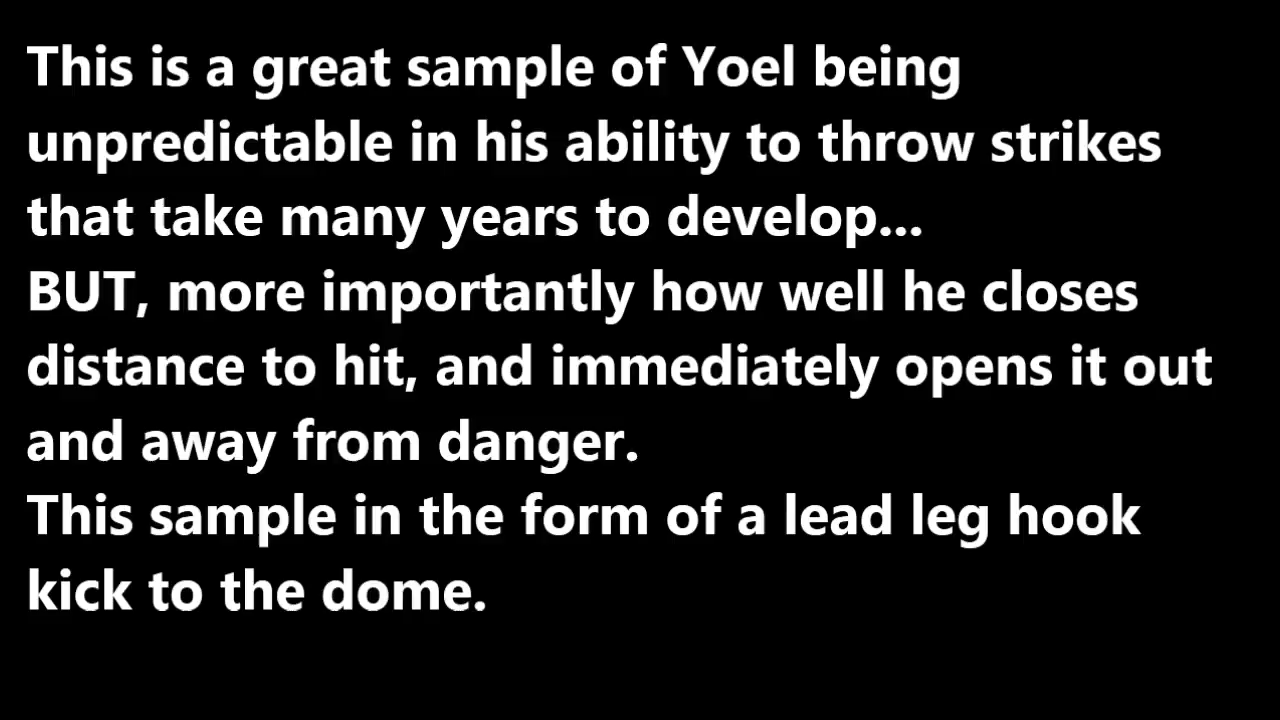 This is a great sample of Yoel being
unpredictable in his ability to throw strikes
that take many years to develop...
BUT, more importantly how well he closes
distance to hit, and immediately opens it out
and away from danger.
This sample in the form of a lead leg hook
kick to the dome.